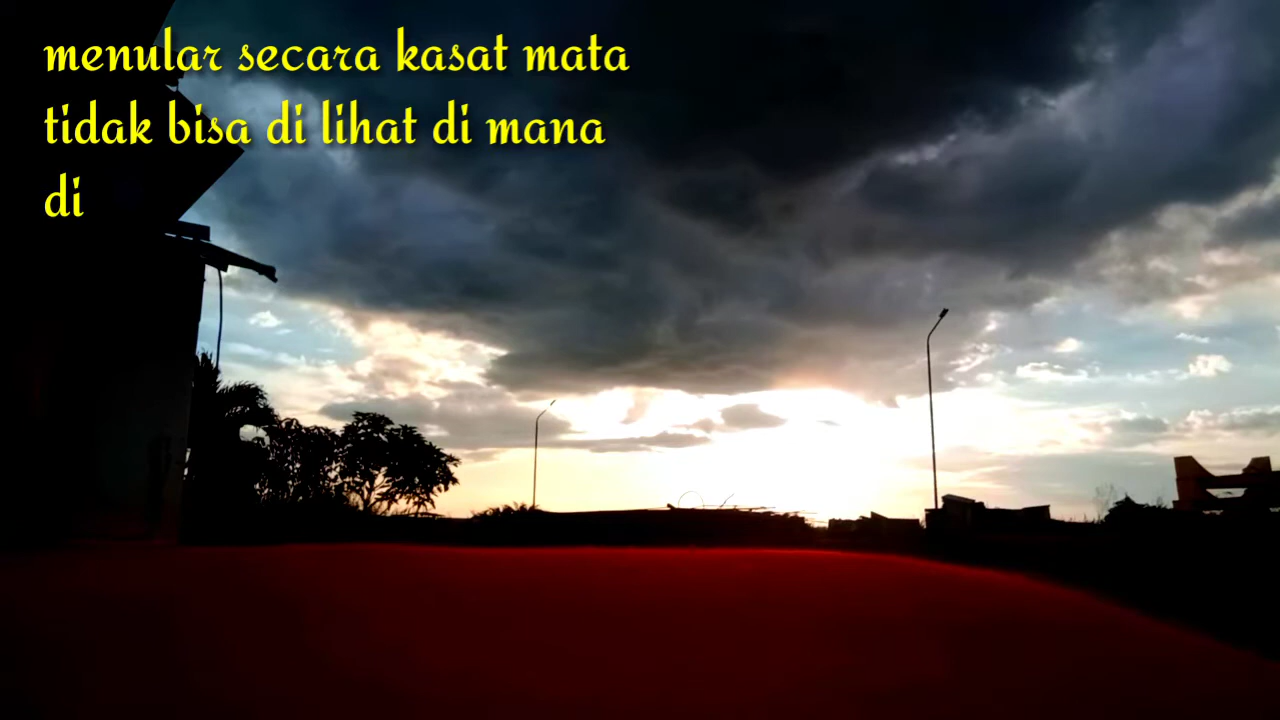 menular secara kasat mata
tidak bisa di lihat di mana
di